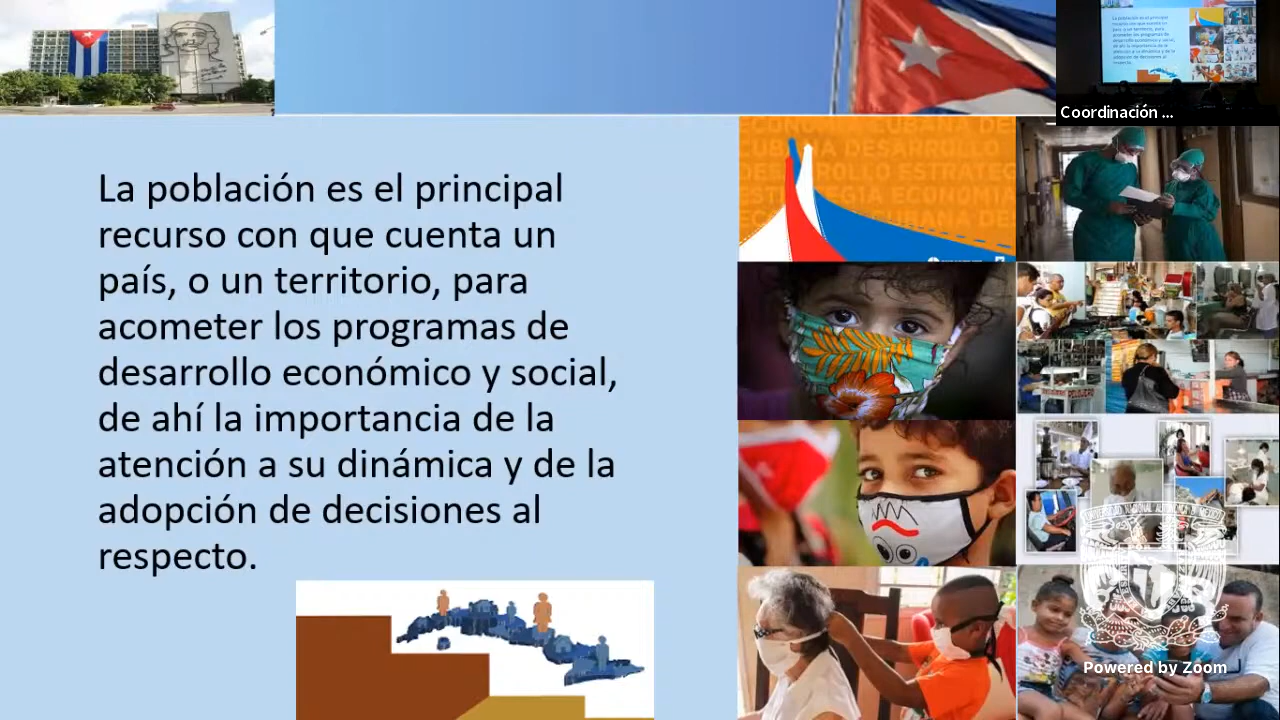 La población es el principal
recurso con que cuenta un
país, o un territorio, para
acometer los programas de
desarrollo económico y social,
de ahí la importancia de la
atención a su dinámica y de la
adopción de decisiones al
respecto.
Coordinación ...
Powered by Zoom